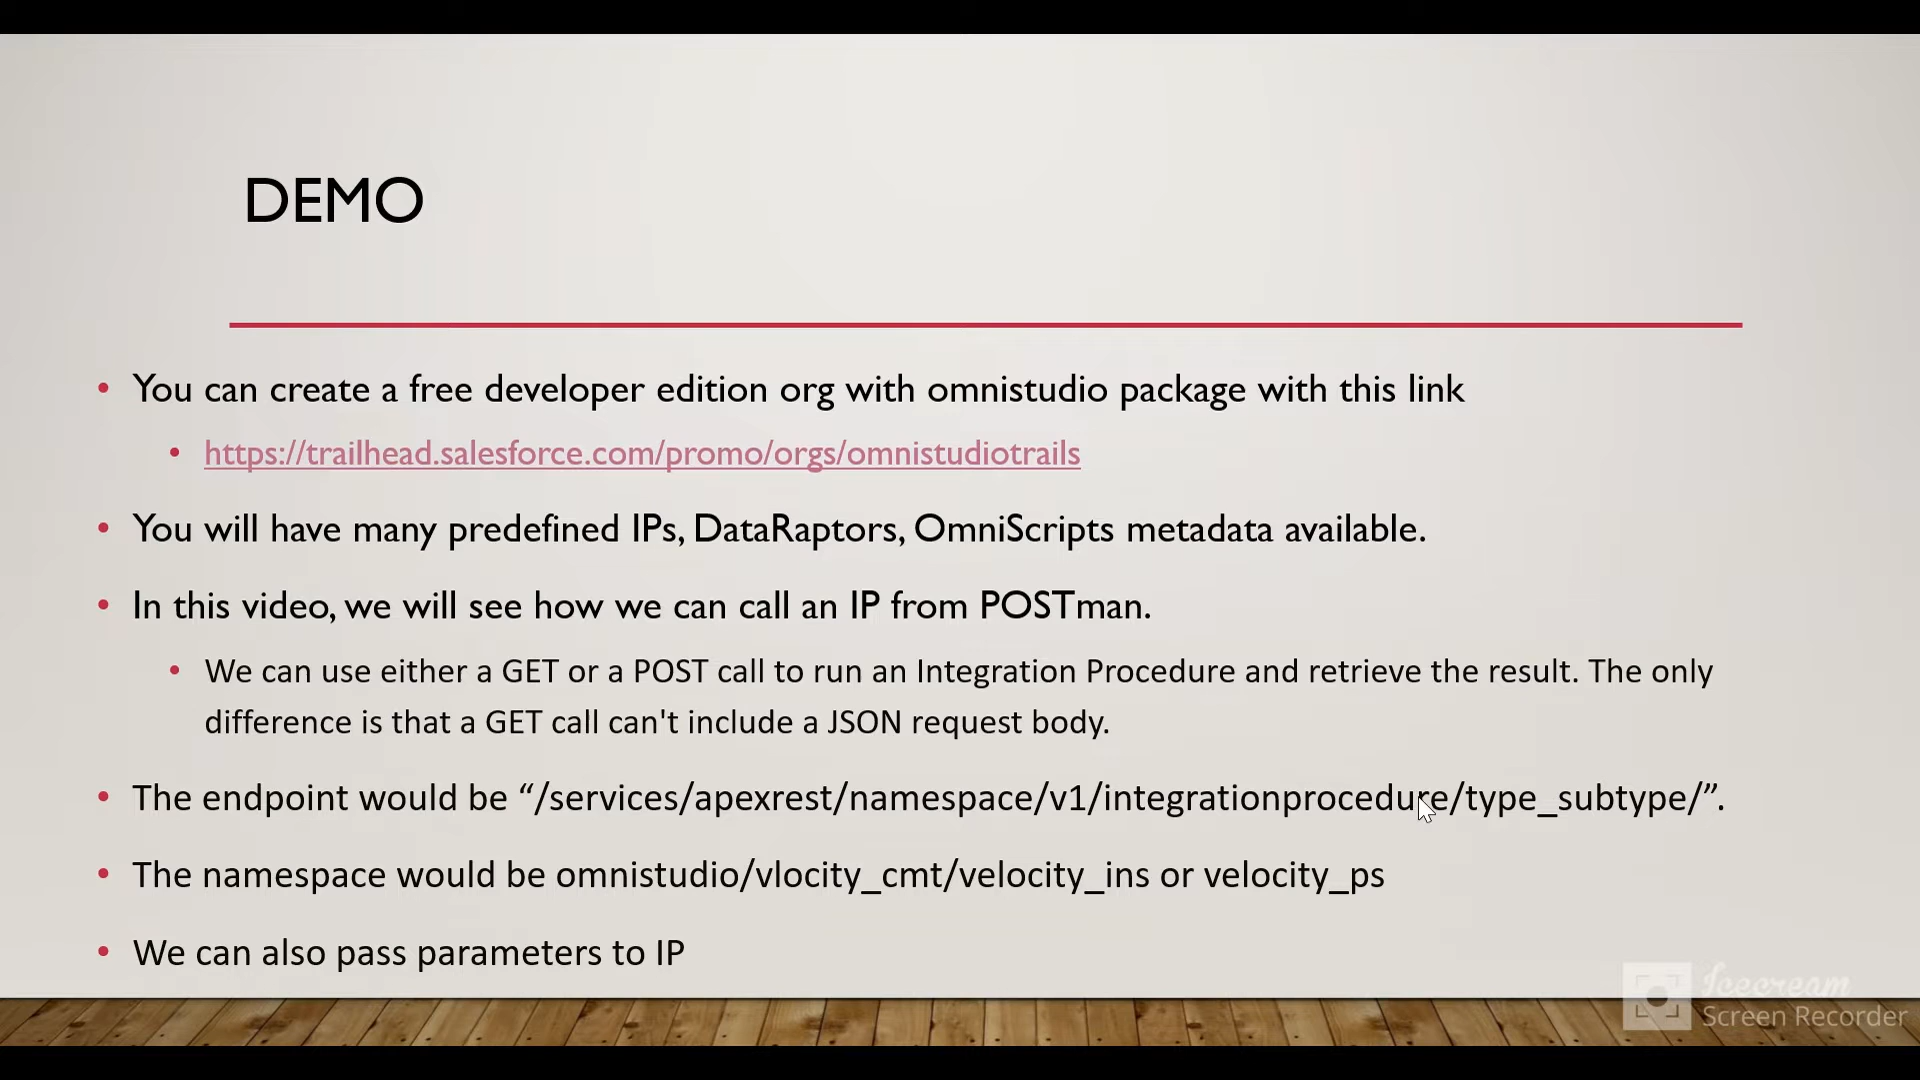 DEMO
• You can create a free developer edition org with omnistudio package with this link
• https://trailhead.salesforce.com/promo/orgs/omnistudiotrails
• You will have many predefined IPs, DataRaptors, OmniScripts metadata available.
• In this video, we will see how we can call an IP from POSTman.
• We can use either a GET or a POST call to run an Integration Procedure and retrieve the result. The only
difference is that a GET call can't include a JSON request body.
• The endpoint would be “/services/apexrest/namespace/v1/integrationprocedure/type_subtype/”.
• The namespace would be omnistudio/vlocity_cmt/velocity_ins or velocity_ps
• We can also pass parameters to IP
Icecream
Screen Recorder